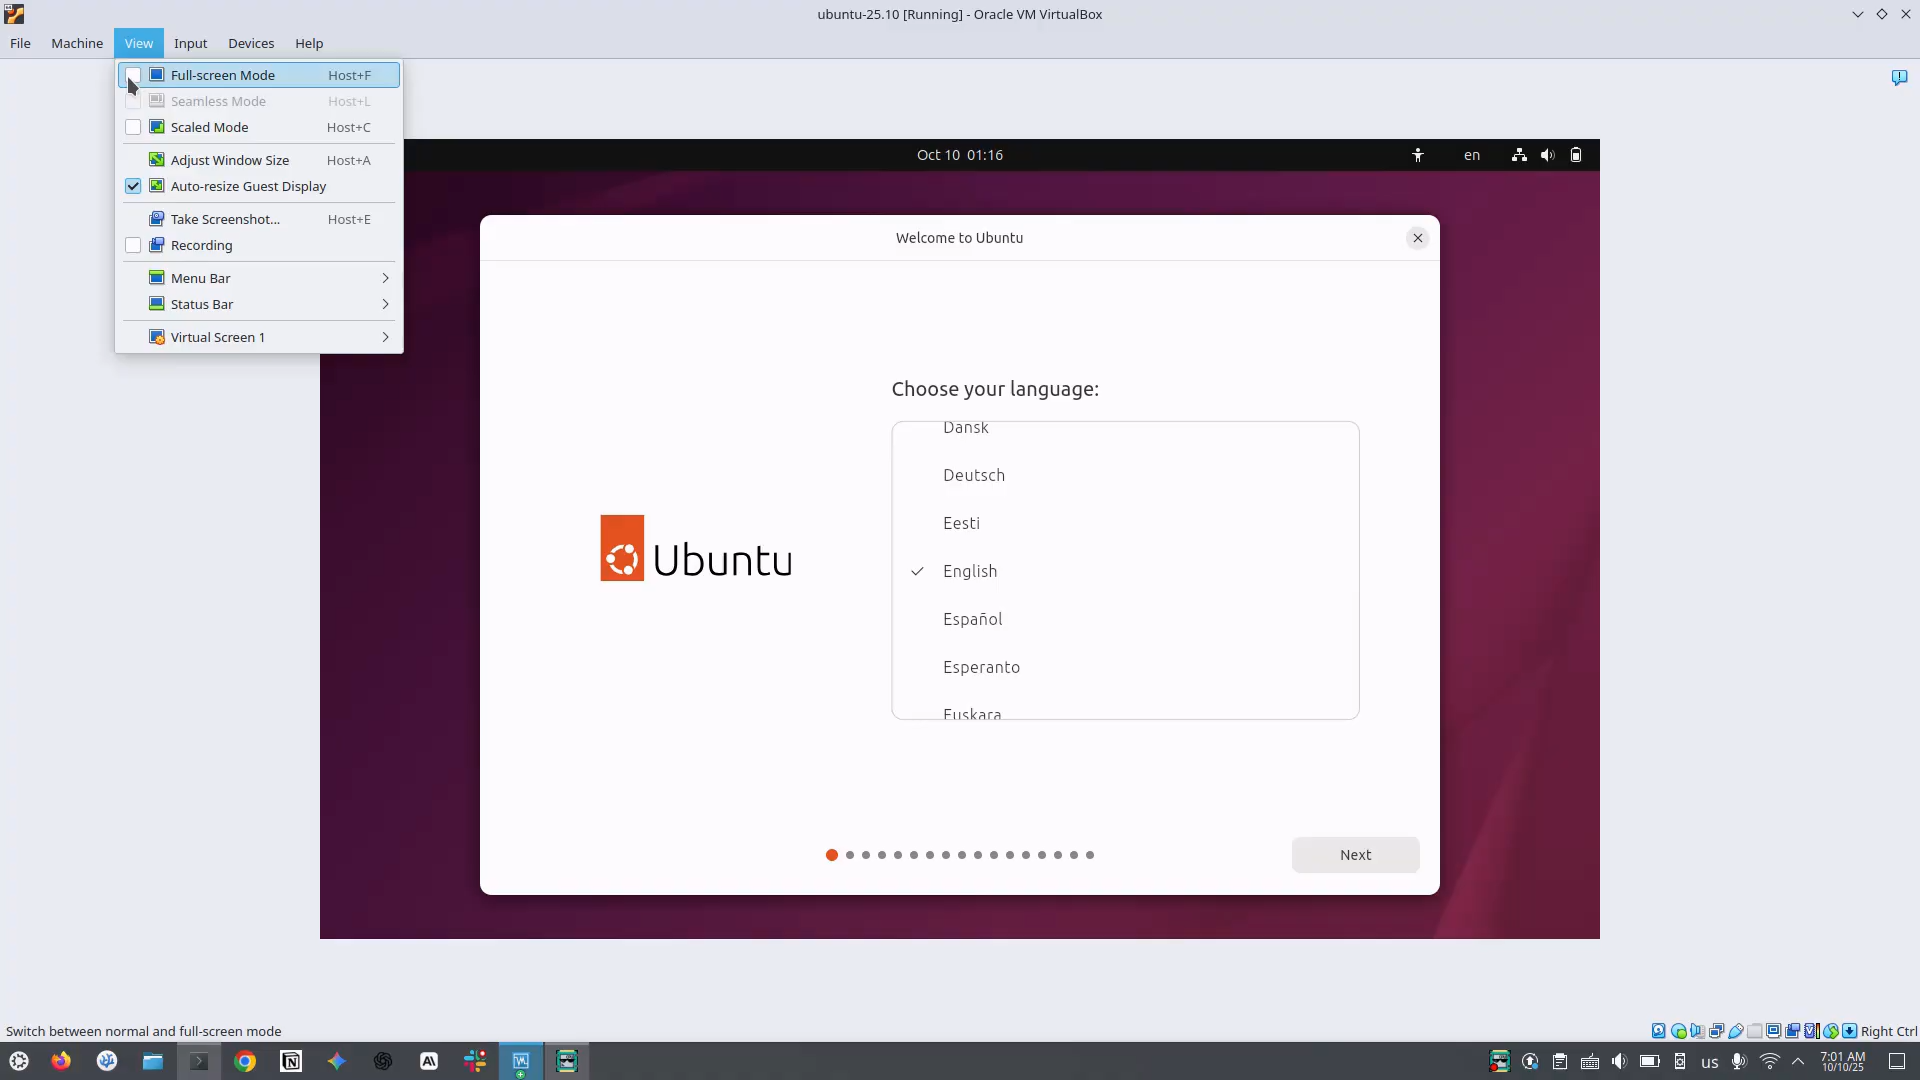 ubuntu-25.10 [Running] - Oracle VM VirtualBox
File Machine View Input Devices Help
Full-screen Mode Host+F
Seamless Mode Host+L
Scaled Mode Host+C
Adjust Window Size Host+A
Auto-resize Guest Display
Take Screenshot... Host+E
Recording
Menu Bar
Status Bar
Virtual Screen 1
Oct 10 01:16
en
Welcome to Ubuntu
Choose your language:
Dansk
Deutsch
Eesti
English
Español
Esperanto
Euskara
Ubuntu
Next
Switch between normal and full-screen mode
Right Ctrl
us
7:01 AM
10/10/25